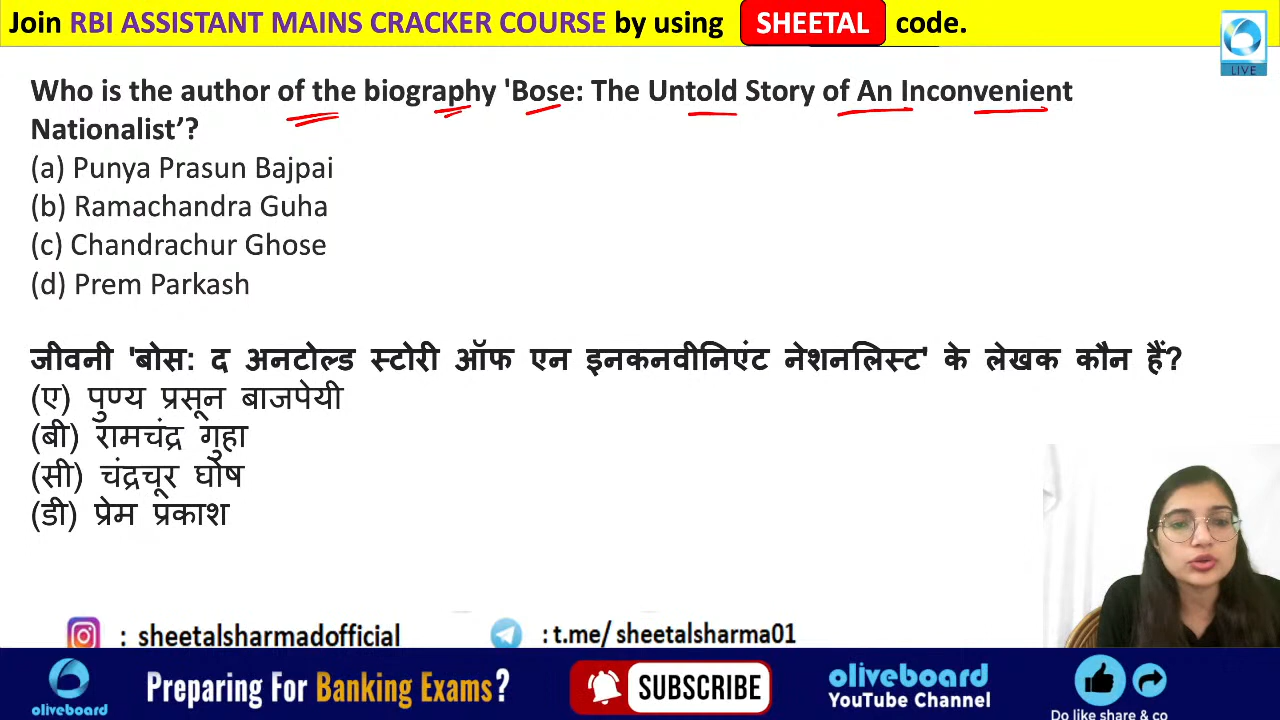 Join RBI ASSISTANT MAINS CRACKER COURSE by using SHEETAL code.
LIVE
Who is the author of the biography 'Bose: The Untold Story of An Inconvenient
Nationalist’?
(a) Punya Prasun Bajpai
(b) Ramachandra Guha
(c) Chandrachur Ghose
(d) Prem Parkash
जीवनी 'बोस: द अनटोल्ड स्टोरी ऑफ एन इनकनवीनिएंट नेशनलिस्ट' के लेखक कौन हैं?
(ए) पुण्य प्रसून बाजपेयी
(बी) रामचंद्र गुहा
(सी) चंद्रचूर घोष
(डी) प्रेम प्रकाश
: sheetalsharmadofficial
: t.me/ sheetalsharma01
oliveboard
Preparing For Banking Exams?
SUBSCRIBE
oliveboard
YouTube Channel
Do like share & co